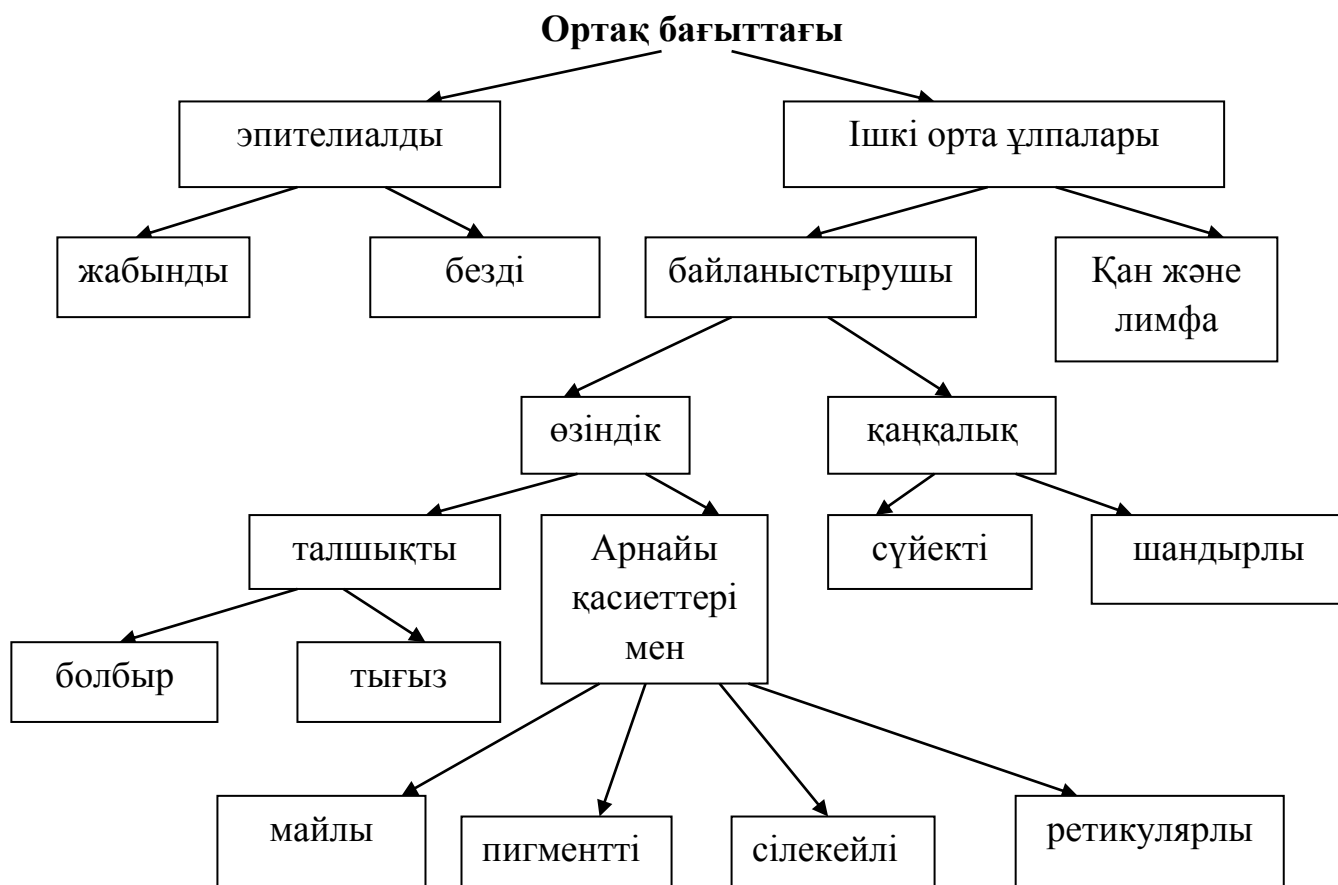 Ортақ бағыттағы
эпителиалды
Ішкі орта ұлпалары
жабынды
безді
байланыстырушы
Қан және
лимфа
өзіндік
қаңқалық
талшықты
Арнайы
қасиеттері
мен
сүйекті
шандырлы
болбыр
тығыз
майлы
пигментті
сілекейлі
ретикулярлы